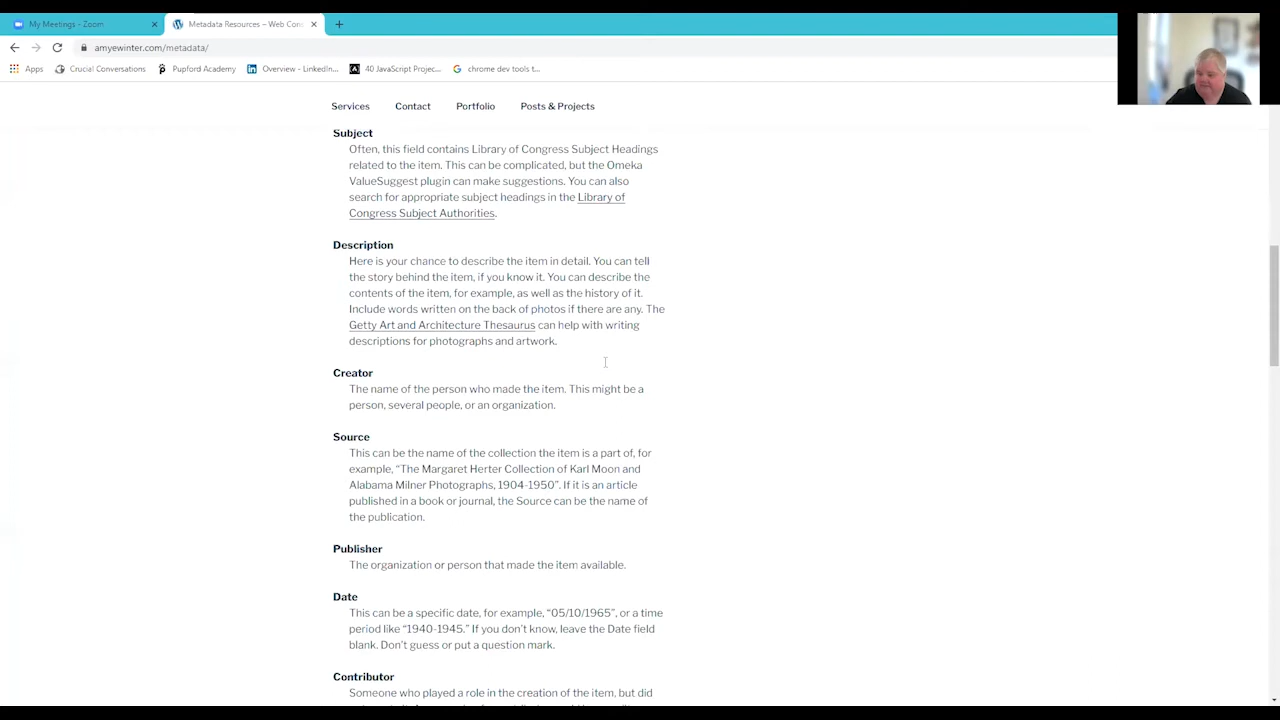 My Meetings - Zoom
Metadata Resources – Web Con
amyewinter.com/metadata/
Apps
Crucial Conversations
Pupford Academy
Overview - LinkedIn...
40 JavaScript Projec...
chrome dev tools t...
Services Contact Portfolio Posts & Projects
Subject
Often, this field contains Library of Congress Subject Headings
related to the item. This can be complicated, but the Omeka
ValueSuggest plugin can make suggestions. You can also
search for appropriate subject headings in the Library of
Congress Subject Authorities.
Description
Here is your chance to describe the item in detail. You can tell
the story behind the item, if you know it. You can describe the
contents of the item, for example, as well as the history of it.
Include words written on the back of photos if there are any. The
Getty Art and Architecture Thesaurus can help with writing
descriptions for photographs and artwork.
Creator
The name of the person who made the item. This might be a
person, several people, or an organization.
Source
This can be the name of the collection the item is a part of, for
example, “The Margaret Herter Collection of Karl Moon and
Alabama Milner Photographs, 1904-1950”. If it is an article
published in a book or journal, the Source can be the name of
the publication.
Publisher
The organization or person that made the item available.
Date
This can be a specific date, for example, “05/10/1965”, or a time
period like “1940-1945.” If you don’t know, leave the Date field
blank. Don’t guess or put a question mark.
Contributor
Someone who played a role in the creation of the item, but did